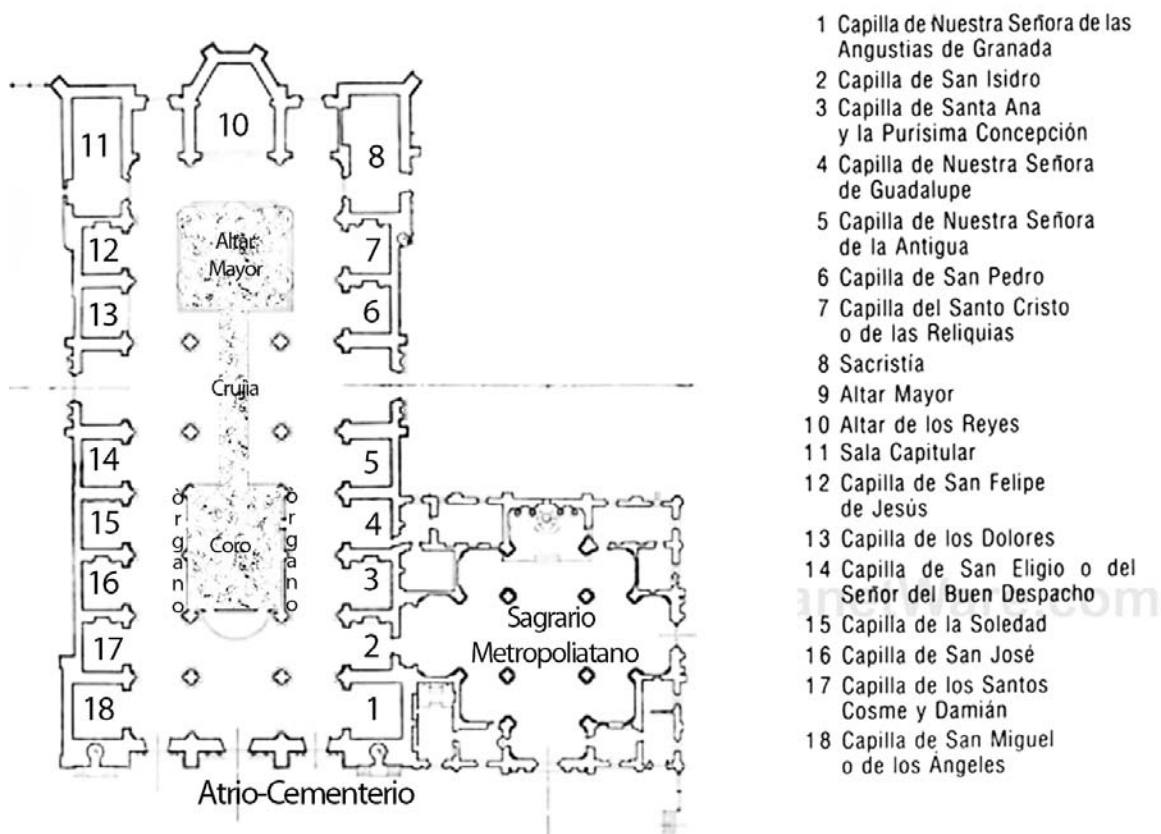 10
11
8
Altar
Mayor
12
7
13
6
Crujia
14
5
òrgano
òrgano
15
4
Coro
16
3
Sagrario
Metropoliatano
17
2
18
1
Atrio-Cementerio
1 Capilla de Nuestra Señora de las
Angustias de Granada
2 Capilla de San Isidro
3 Capilla de Santa Ana
y la Purísima Concepción
4 Capilla de Nuestra Señora
de Guadalupe
5 Capilla de Nuestra Señora
de la Antigua
6 Capilla de San Pedro
7 Capilla del Santo Cristo
o de las Reliquias
8 Sacristía
9 Altar Mayor
10 Altar de los Reyes
11 Sala Capitular
12 Capilla de San Felipe
de Jesús
13 Capilla de los Dolores
14 Capilla de San Eligio o del
Señor del Buen Despacho
15 Capilla de la Soledad
16 Capilla de San José
17 Capilla de los Santos
Cosme y Damián
18 Capilla de San Miguel
o de los Ángeles
anetWare.com